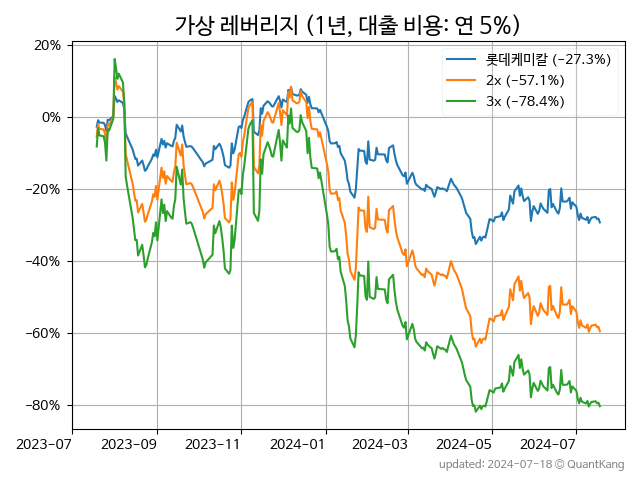 가상 레버리지 (1년, 대출 비용: 연 5%)
롯데케미칼 (−27.3%)
2x (−57.1%)
3x (−78.4%)
20%
0%
−20%
−40%
−60%
−80%
2023-07 2023-09 2023-11 2024-01 2024-03 2024-05 2024-07
updated: 2024-07-18 @ QuantKang